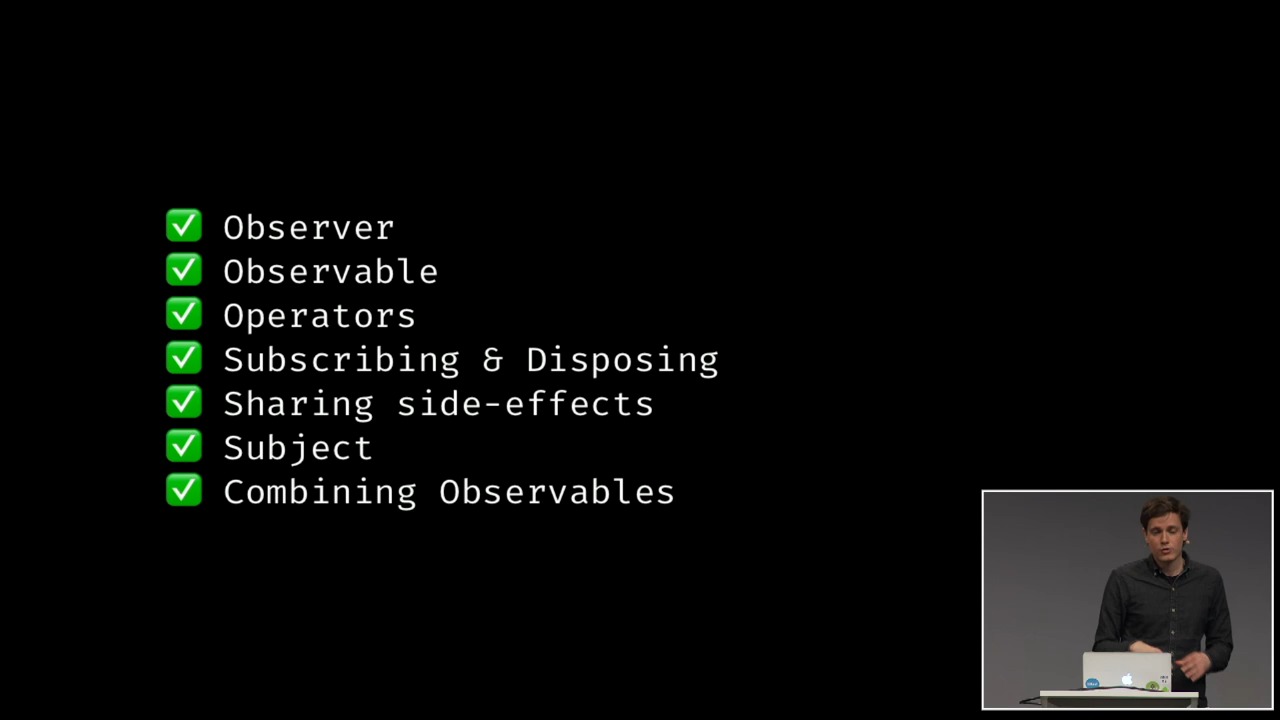 ✅ Observer
✅ Observable
✅ Operators
✅ Subscribing & Disposing
✅ Sharing side-effects
✅ Subject
✅ Combining Observables